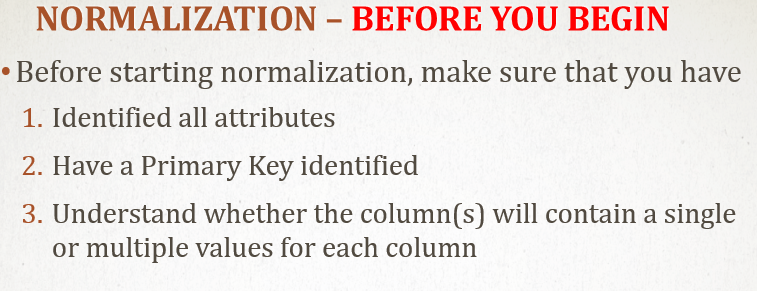 NORMALIZATION – BEFORE YOU BEGIN
• Before starting normalization, make sure that you have
1. Identified all attributes
2. Have a Primary Key identified
3. Understand whether the column(s) will contain a single
or multiple values for each column